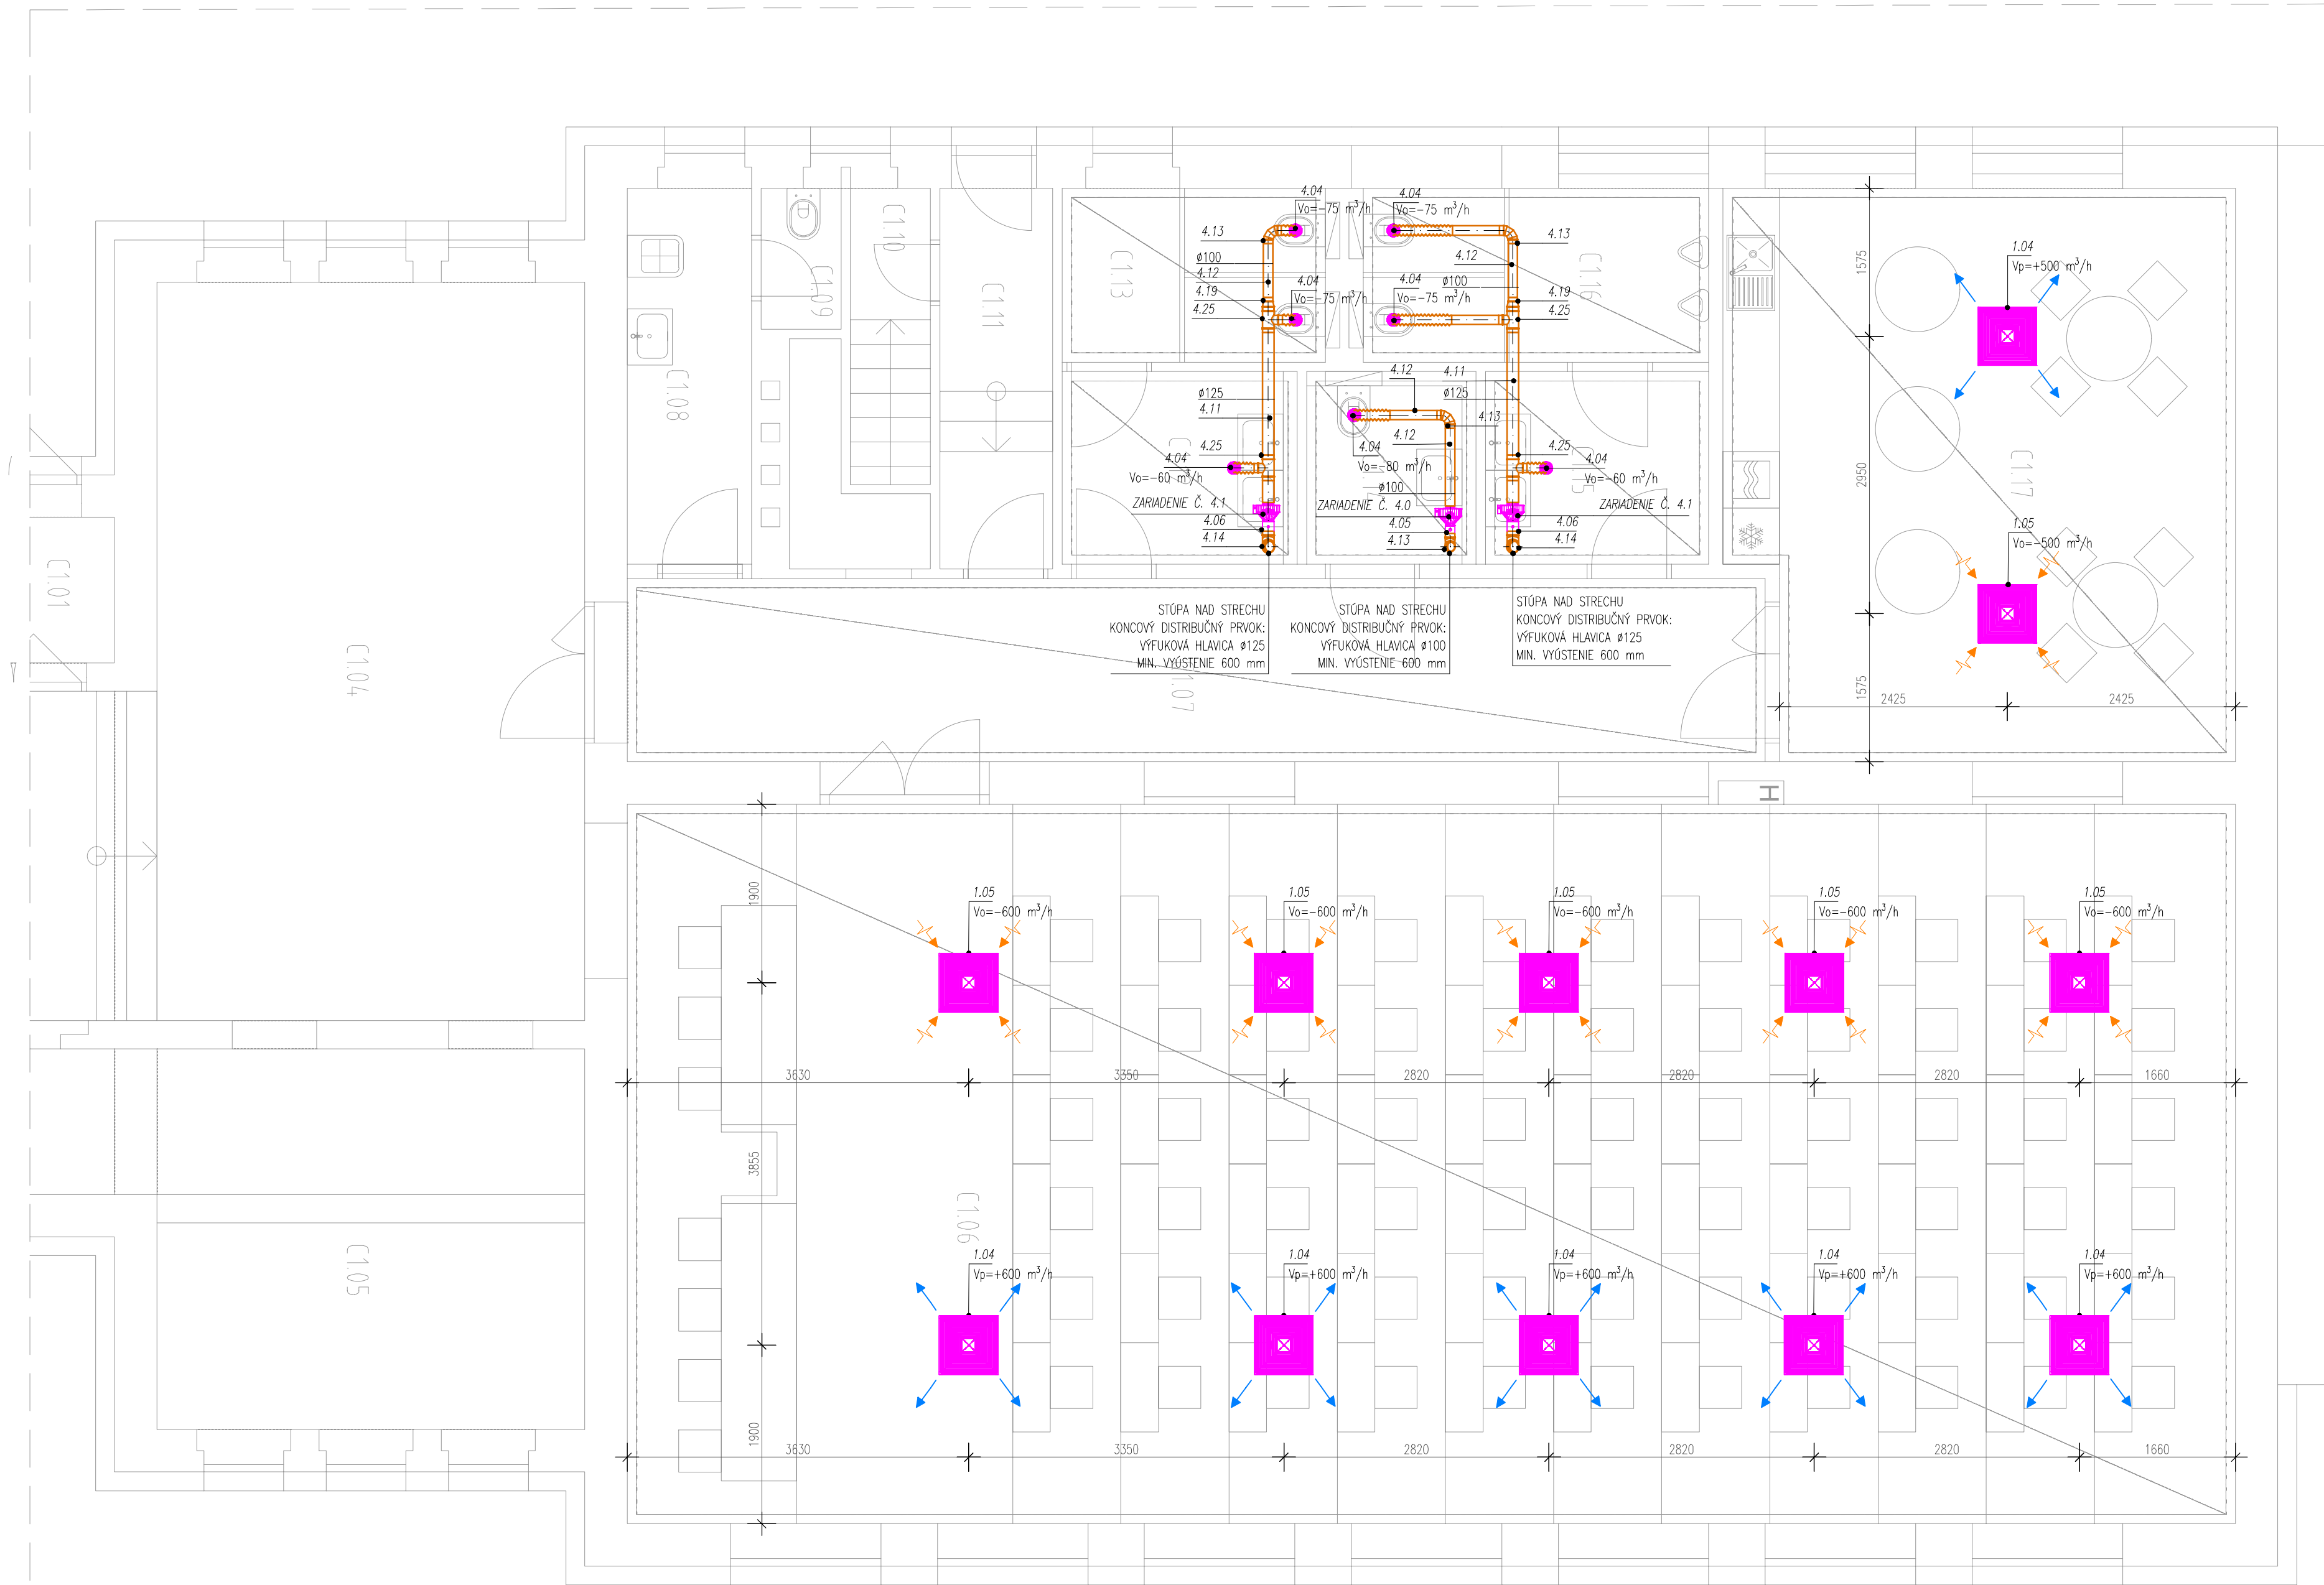 4.04
Vo=-75 m³/h
4.04
Vo=-75 m³/h
4.13
4.13
ø100
4.12
4.12
4.04
Vo=-75 m³/h
4.04
Vo=-75 m³/h
ø100
4.19
4.19
4.25
4.25
C1.10
C1.09
C1.11
C1.13
C1.16
C1.08
1.04
Vp=+500 m³/h
1575
2950
1575
C1.17
1.05
Vo=-500 m³/h
2425
2425
4.12
4.11
ø125
ø125
4.11
4.13
4.12
4.25
4.25
4.04
Vo=-60 m³/h
4.04
Vo=-80 m³/h
4.04
Vo=-60 m³/h
ø100
ZARIADENIE Č. 4.1
ZARIADENIE Č. 4.0
ZARIADENIE Č. 4.1
4.06
4.05
4.06
4.14
4.13
4.14
STÚPA NAD STRECHU
KONCOVÝ DISTRIBUČNÝ PRVOK:
VÝFUKOVÁ HLAVICA ø125
MIN. VYÚSTENIE 600 mm
STÚPA NAD STRECHU
KONCOVÝ DISTRIBUČNÝ PRVOK:
VÝFUKOVÁ HLAVICA ø100
MIN. VYÚSTENIE 600 mm
STÚPA NAD STRECHU
KONCOVÝ DISTRIBUČNÝ PRVOK:
VÝFUKOVÁ HLAVICA ø125
MIN. VYÚSTENIE 600 mm
C1.01
C1.04
1.07
H
1900
1.05
Vo=-600 m³/h
1.05
Vo=-600 m³/h
1.05
Vo=-600 m³/h
1.05
Vo=-600 m³/h
1.05
Vo=-600 m³/h
3630
3350
2820
2820
2820
1660
3855
C1.06
C1.05
1.04
Vp=+600 m³/h
1.04
Vp=+600 m³/h
1.04
Vp=+600 m³/h
1.04
Vp=+600 m³/h
1.04
Vp=+600 m³/h
1900
3630
3350
2820
2820
2820
1660